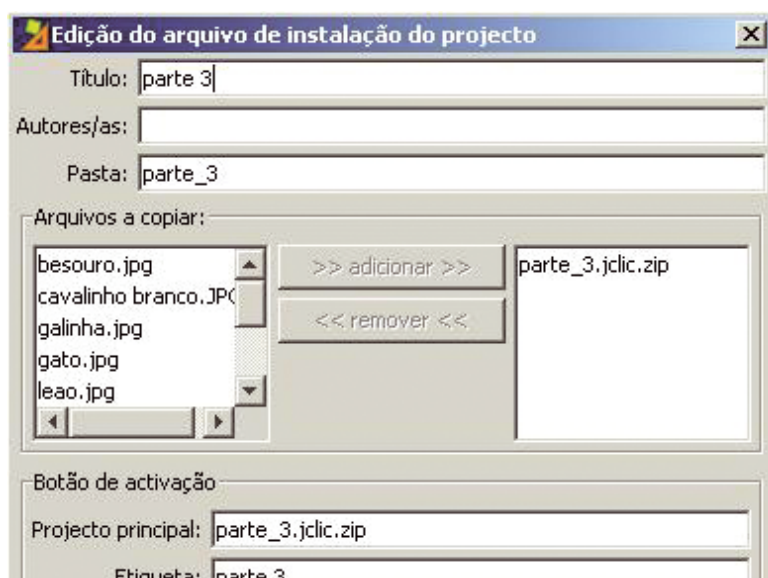 Edição do arquivo de instalação do projecto
Título: parte 3
Autores/as:
Pasta: parte_3
Arquivos a copiar:
besouro.jpg
cavalinho branco.JPG
galinha.jpg
gato.jpg
leao.jpg
>> adicionar >>
<< remover <<
parte_3.jclic.zip
Botão de activação
Projecto principal: parte_3.jclic.zip
Etiqueta: parte 3